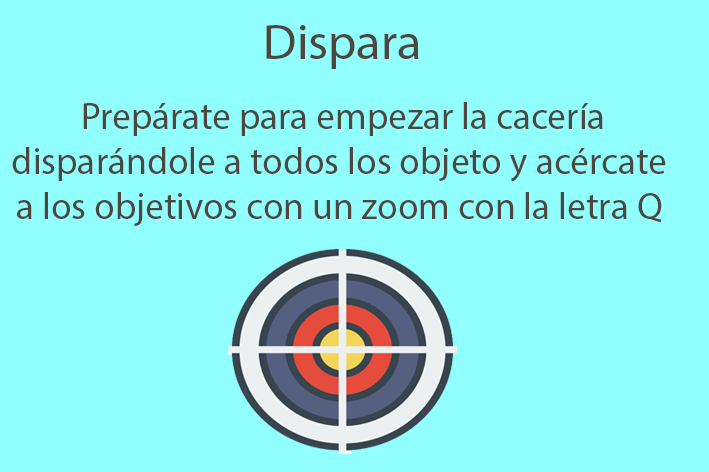 Dispara
Prepárate para empezar la cacería
disparándole a todos los objeto y acércate
a los objetivos con un zoom con la letra Q